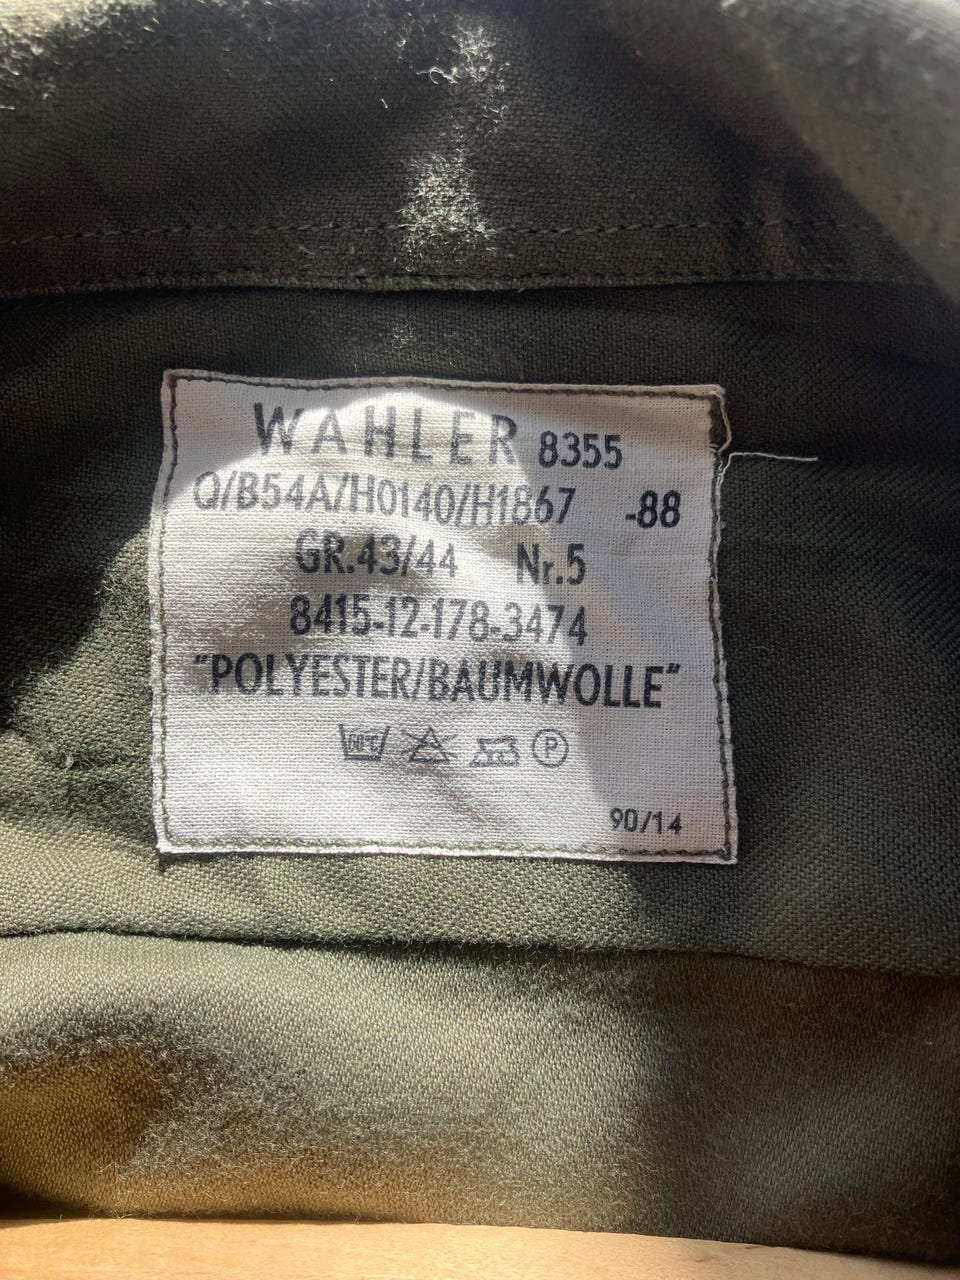 WAHLER 8355
Q/B54A/H0140/H1867 -88
GR.43/44 Nr.5
8415-12-178-3474
"POLYESTER/BAUMWOLLE"
60°C P
90/14